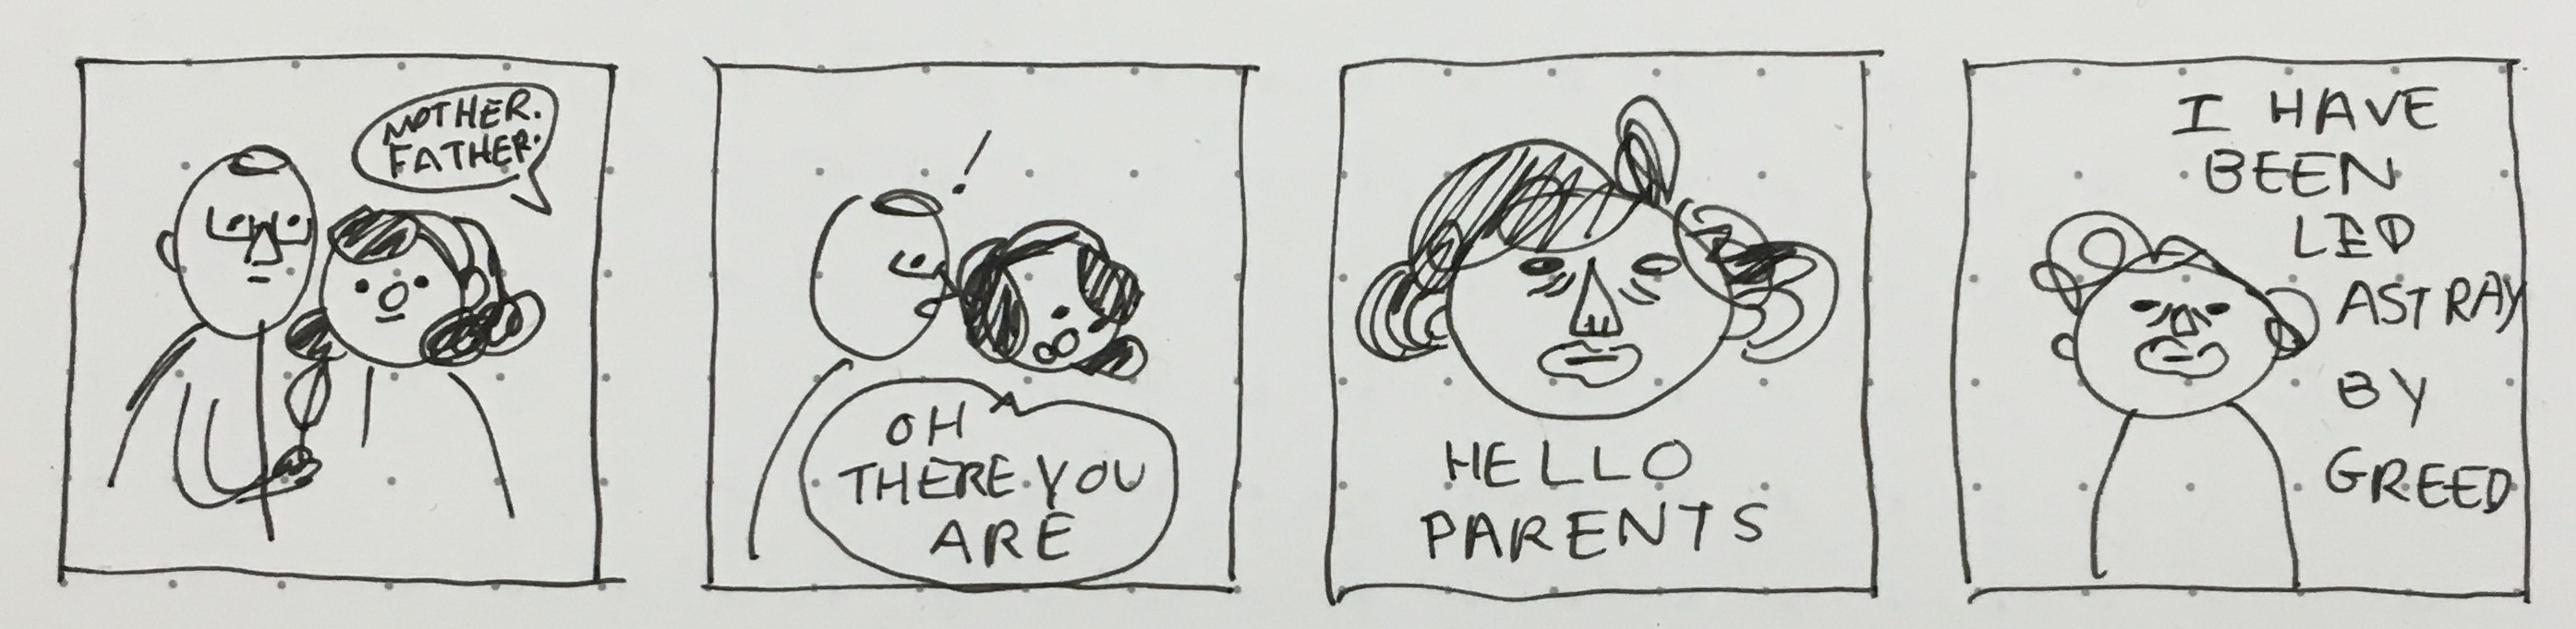 MOTHER.
FATHER.
!
OH
THERE YOU
ARE
HELLO
PARENTS
I HAVE
BEEN
LED
ASTRAY
BY
GREED